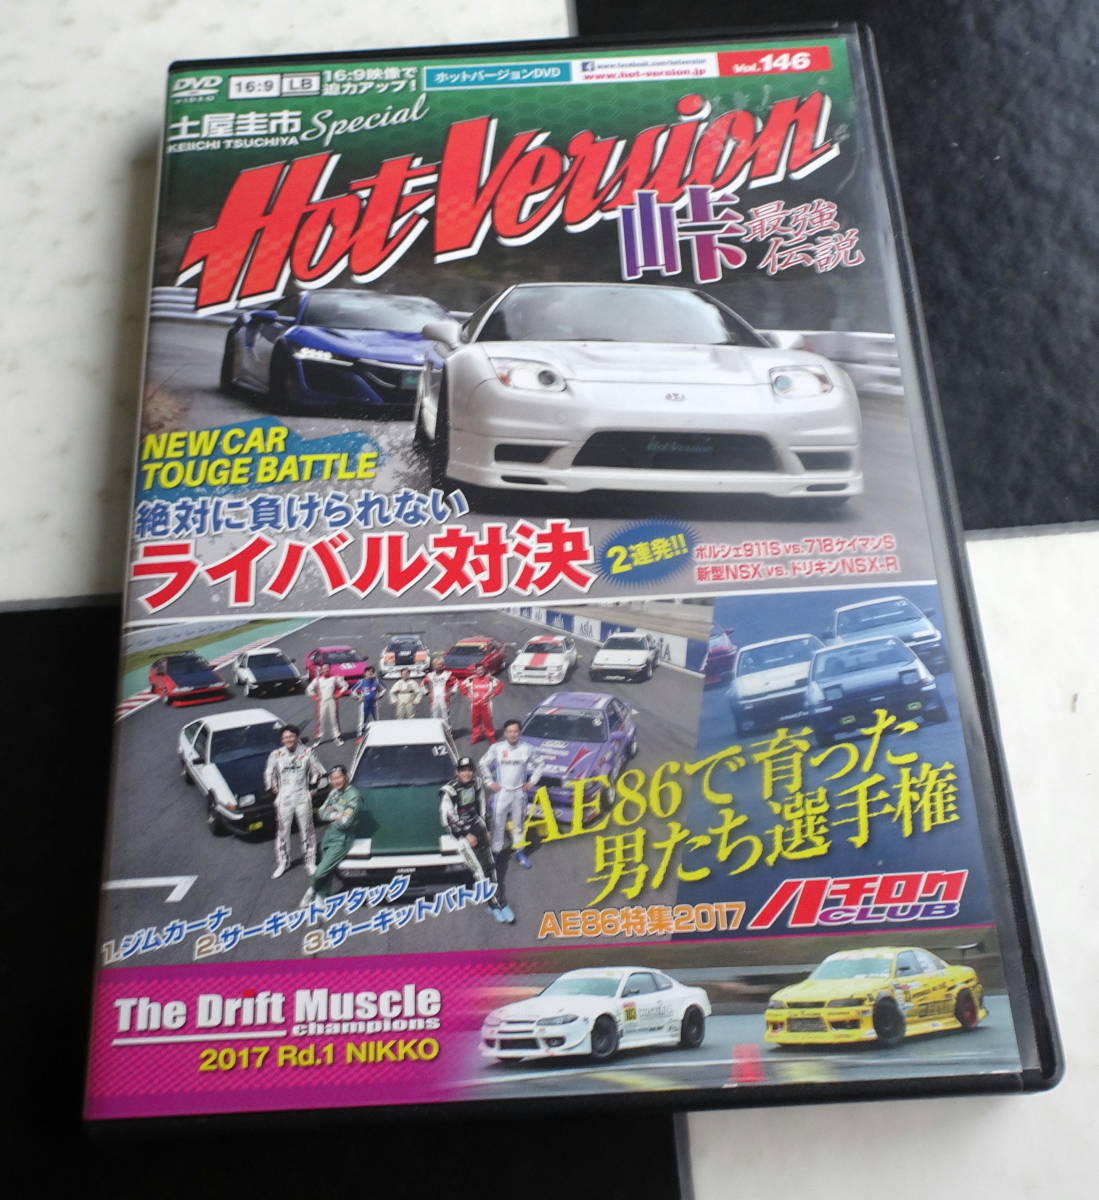 DVD VIDEO
16:9
LB
16:9映像で
迫力アップ!
ホットバージョンDVD
www.facebook.com/hotversion
www.hot-version.jp
Vol.146
土屋圭市
KEIICHI TSUCHIYA
Special
Hot-Version
峠最強
伝説
Hot-Version
NEW CAR
TOUGE BATTLE
絶対に負けられない
ライバル対決
2連発!!
ポルシェ911S vs.718ケイマンS
新型NSX vs.ドリキンNSX-R
12
AE86で育った
男たち選手権
1.ジムカーナ
2.サーキットアタック
3.サーキットバトル
AE86特集2017
ハチロク
CLUB
The Drift Muscle
champions
2017 Rd.1 NIKKO